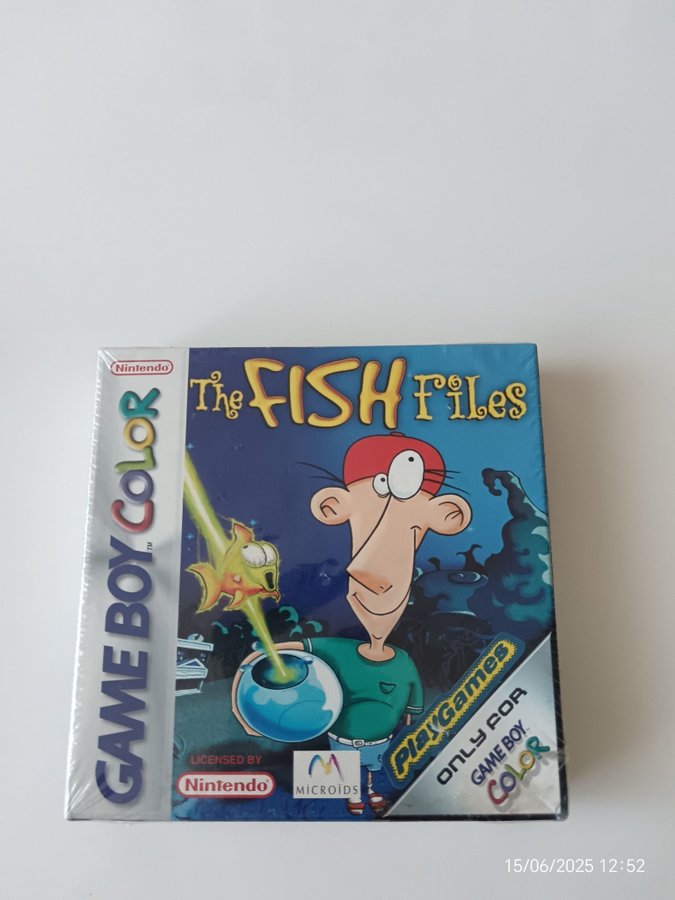 Nintendo
GAME BOY COLOR
TM
The FISH Files
PlayGames
ONLY FOR
GAME BOY
COLOR
LICENSED BY
Nintendo
MICROÏDS
15/06/2025 12:52